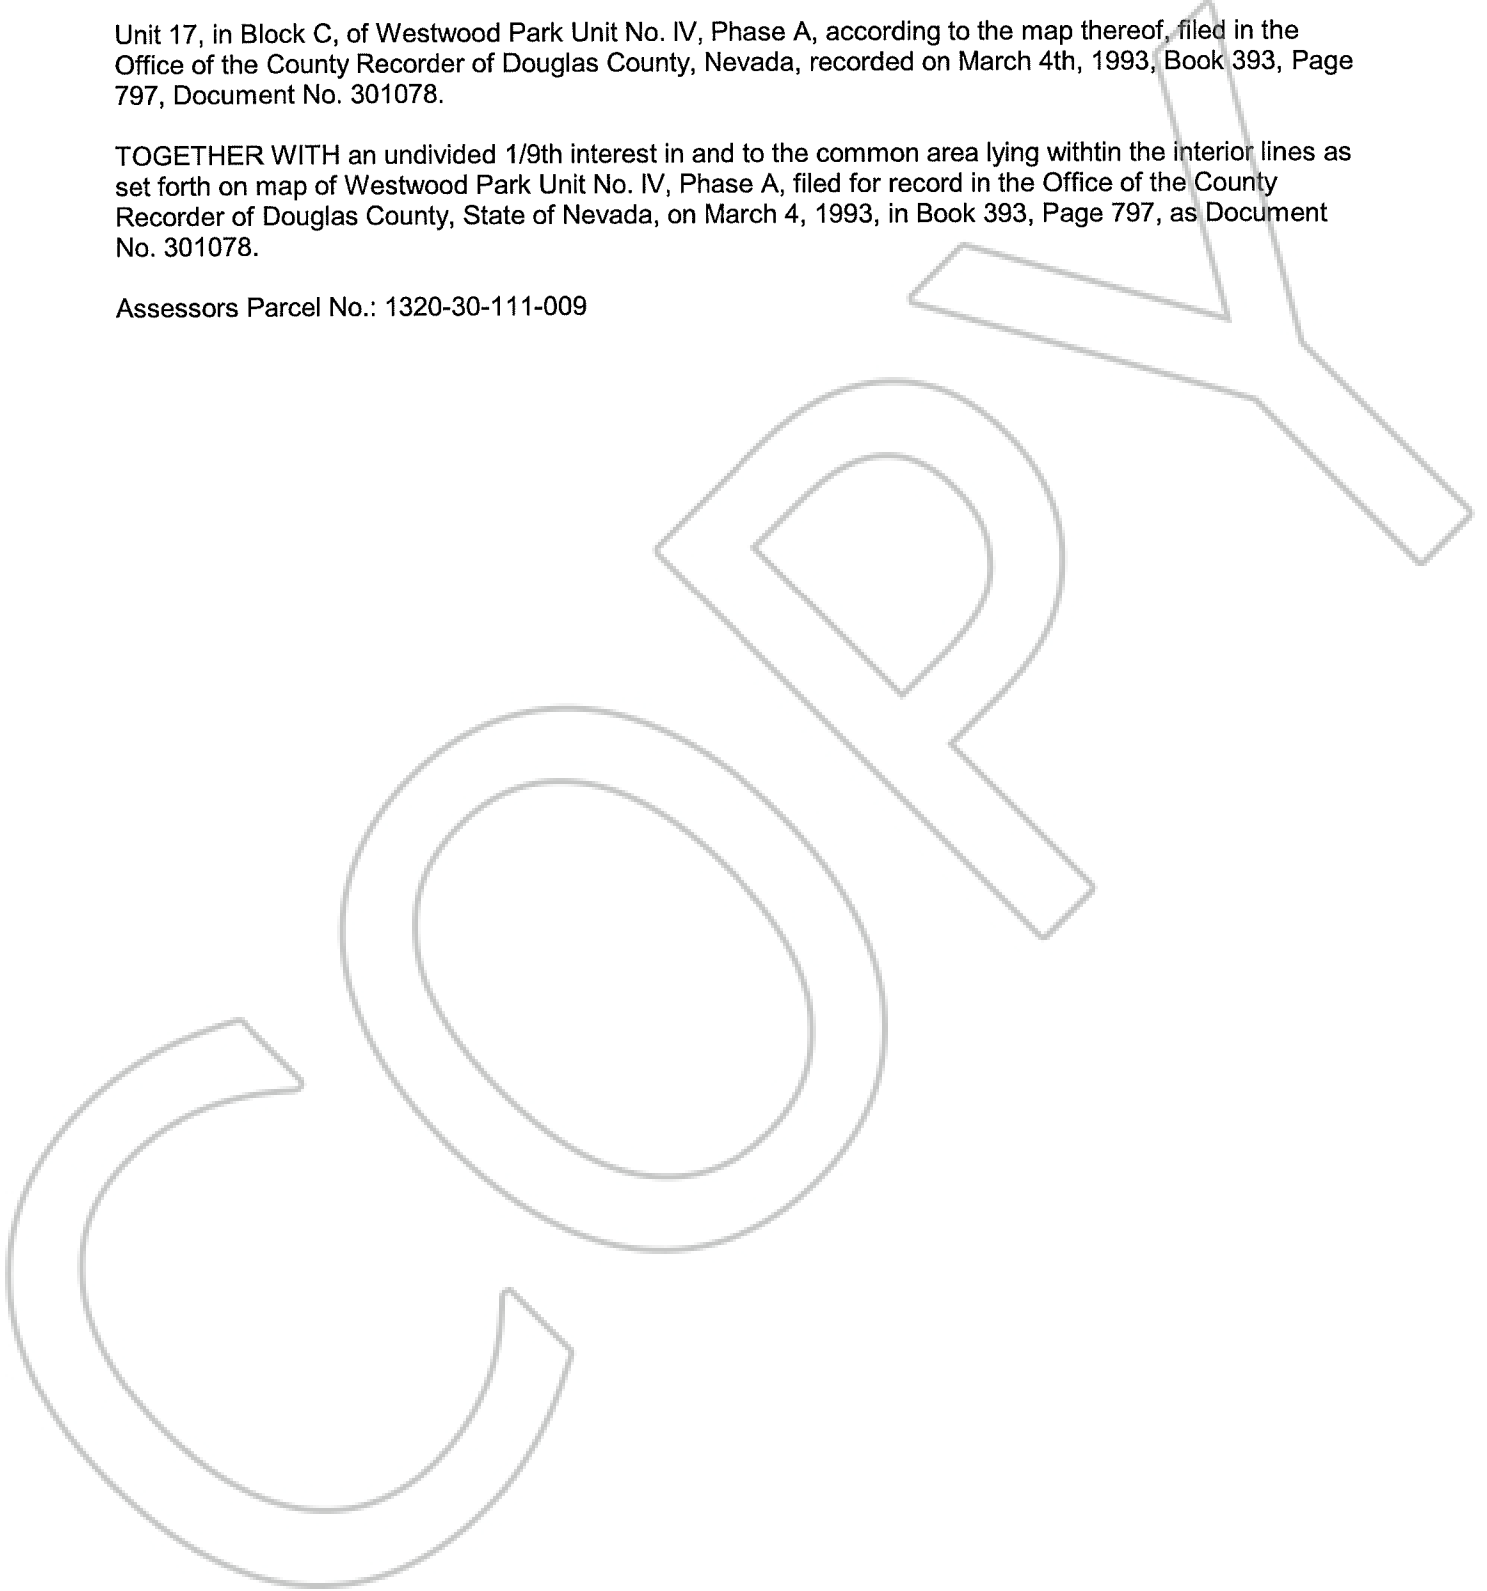 Unit 17, in Block C, of Westwood Park Unit No. IV, Phase A, according to the map thereof, filed in the
Office of the County Recorder of Douglas County, Nevada, recorded on March 4th, 1993, Book 393, Page
797, Document No. 301078.
TOGETHER WITH an undivided 1/9th interest in and to the common area lying withtin the interior lines as
set forth on map of Westwood Park Unit No. IV, Phase A, filed for record in the Office of the County
Recorder of Douglas County, State of Nevada, on March 4, 1993, in Book 393, Page 797, as Document
No. 301078.
Assessors Parcel No.: 1320-30-111-009
COPY